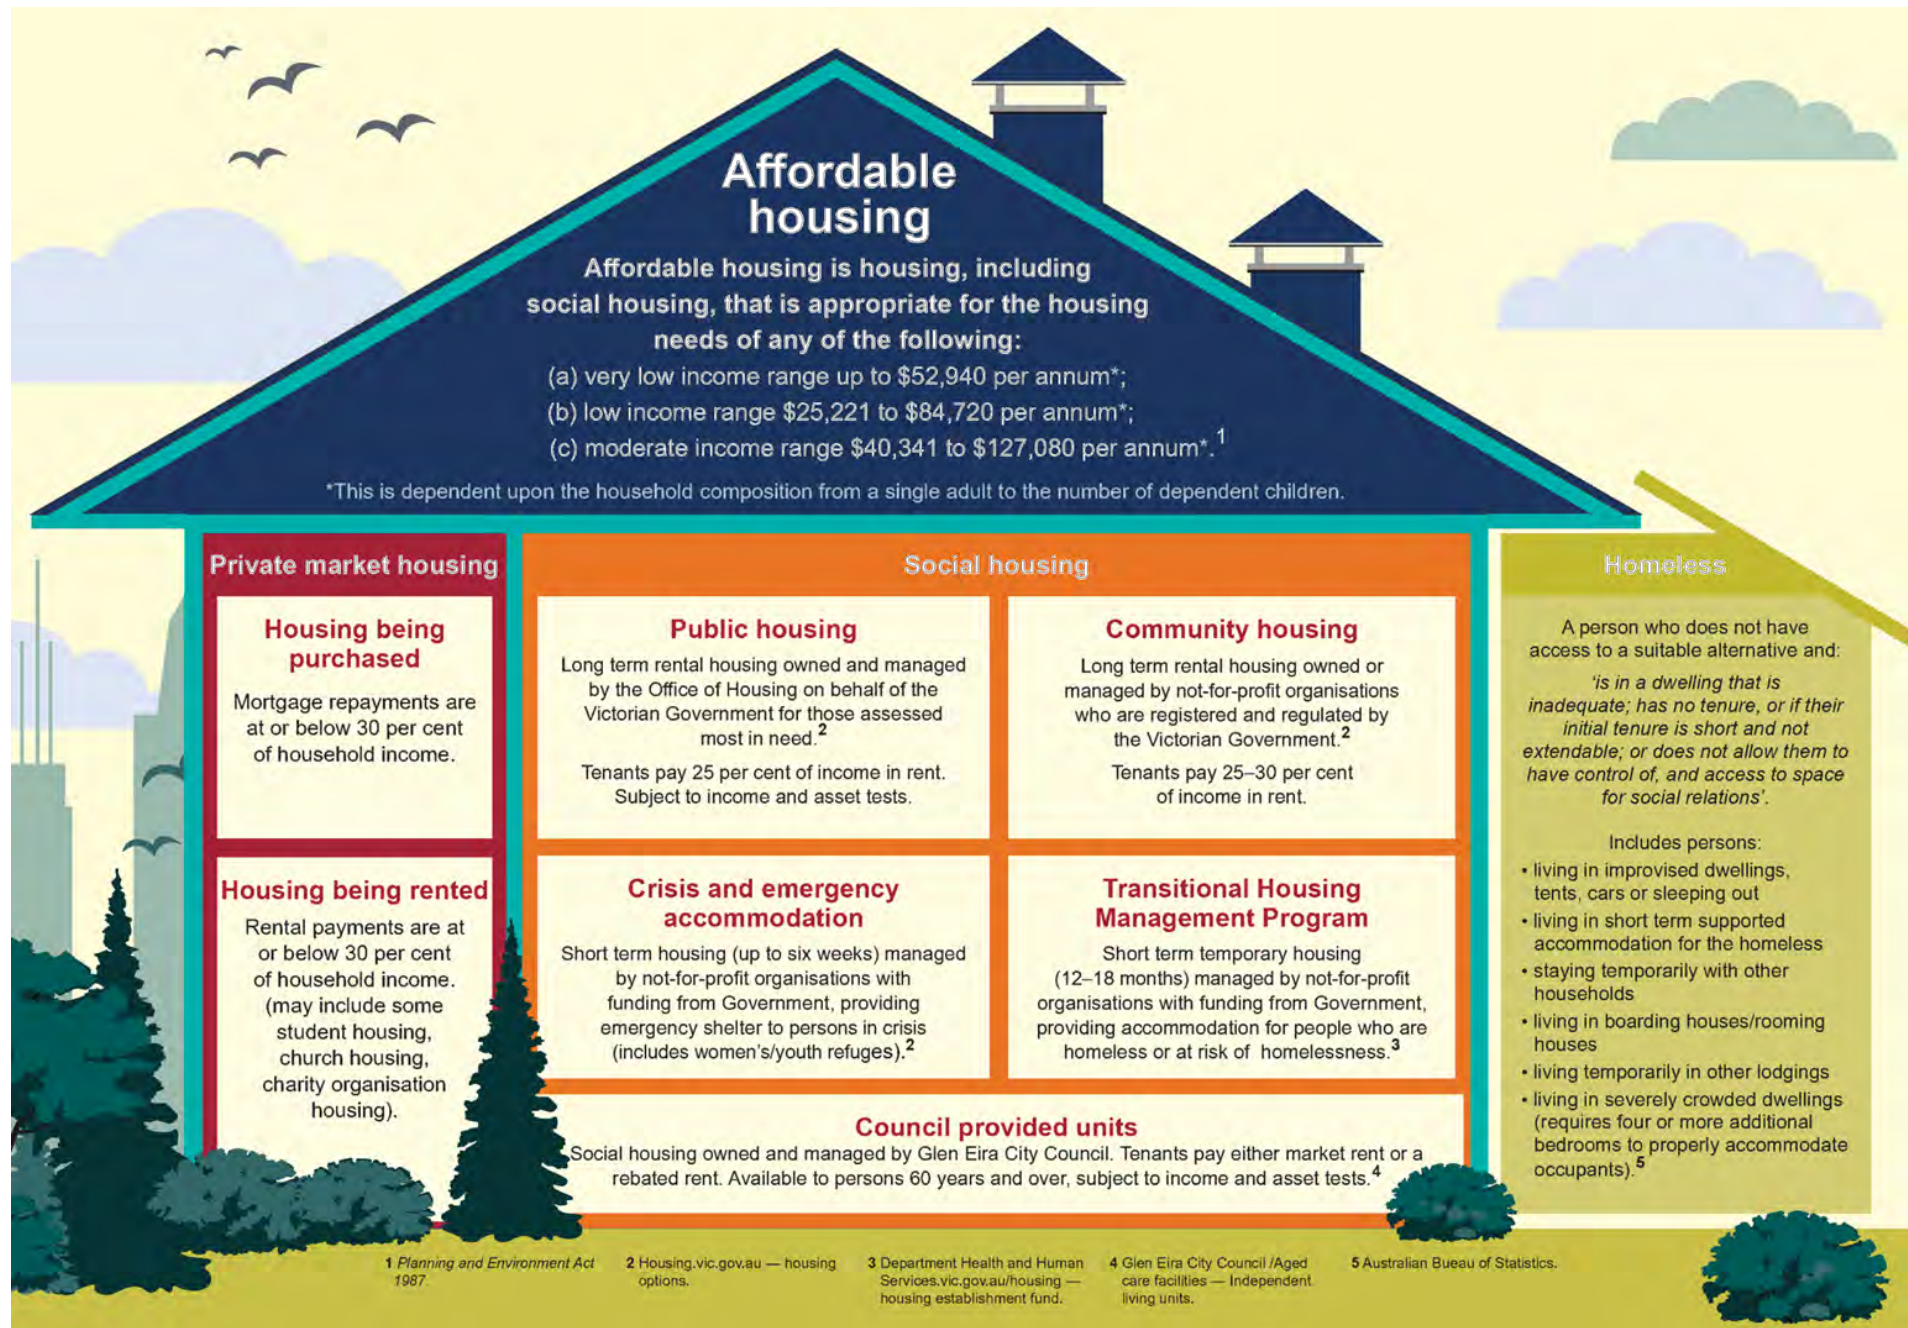 Affordable
housing
Affordable housing is housing, including
social housing, that is appropriate for the housing
needs of any of the following:
(a) very low income range up to $52,940 per annum*;
(b) low income range $25,221 to $84,720 per annum*;
(c) moderate income range $40,341 to $127,080 per annum*.1
*This is dependent upon the household composition from a single adult to the number of dependent children.
Private market housing
Housing being
purchased
Mortgage repayments are
at or below 30 per cent
of household income.
Housing being rented
Rental payments are at
or below 30 per cent
of household income.
(may include some
student housing,
church housing,
charity organisation
housing).
Social housing
Public housing
Long term rental housing owned and managed
by the Office of Housing on behalf of the
Victorian Government for those assessed
most in need.2
Tenants pay 25 per cent of income in rent.
Subject to income and asset tests.
Community housing
Long term rental housing owned or
managed by not-for-profit organisations
who are registered and regulated by
the Victorian Government.2
Tenants pay 25–30 per cent
of income in rent.
Crisis and emergency
accommodation
Short term housing (up to six weeks) managed
by not-for-profit organisations with
funding from Government, providing
emergency shelter to persons in crisis
(includes women's/youth refuges).2
Transitional Housing
Management Program
Short term temporary housing
(12–18 months) managed by not-for-profit
organisations with funding from Government,
providing accommodation for people who are
homeless or at risk of homelessness.3
Council provided units
Social housing owned and managed by Glen Eira City Council. Tenants pay either market rent or a
rebated rent. Available to persons 60 years and over, subject to income and asset tests.4
Homeless
A person who does not have
access to a suitable alternative and:
'is in a dwelling that is
inadequate; has no tenure, or if their
initial tenure is short and not
extendable; or does not allow them to
have control of, and access to space
for social relations'.
Includes persons:
• living in improvised dwellings,
tents, cars or sleeping out
• living in short term supported
accommodation for the homeless
• staying temporarily with other
households
• living in boarding houses/rooming
houses
• living temporarily in other lodgings
• living in severely crowded dwellings
(requires four or more additional
bedrooms to properly accommodate
occupants).5
1 Planning and Environment Act
1987.
2 Housing.vic.gov.au — housing
options.
3 Department Health and Human
Services.vic.gov.au/housing —
housing establishment fund.
4 Glen Eira City Council /Aged
care facilities — Independent
living units.
5 Australian Bueau of Statistics.